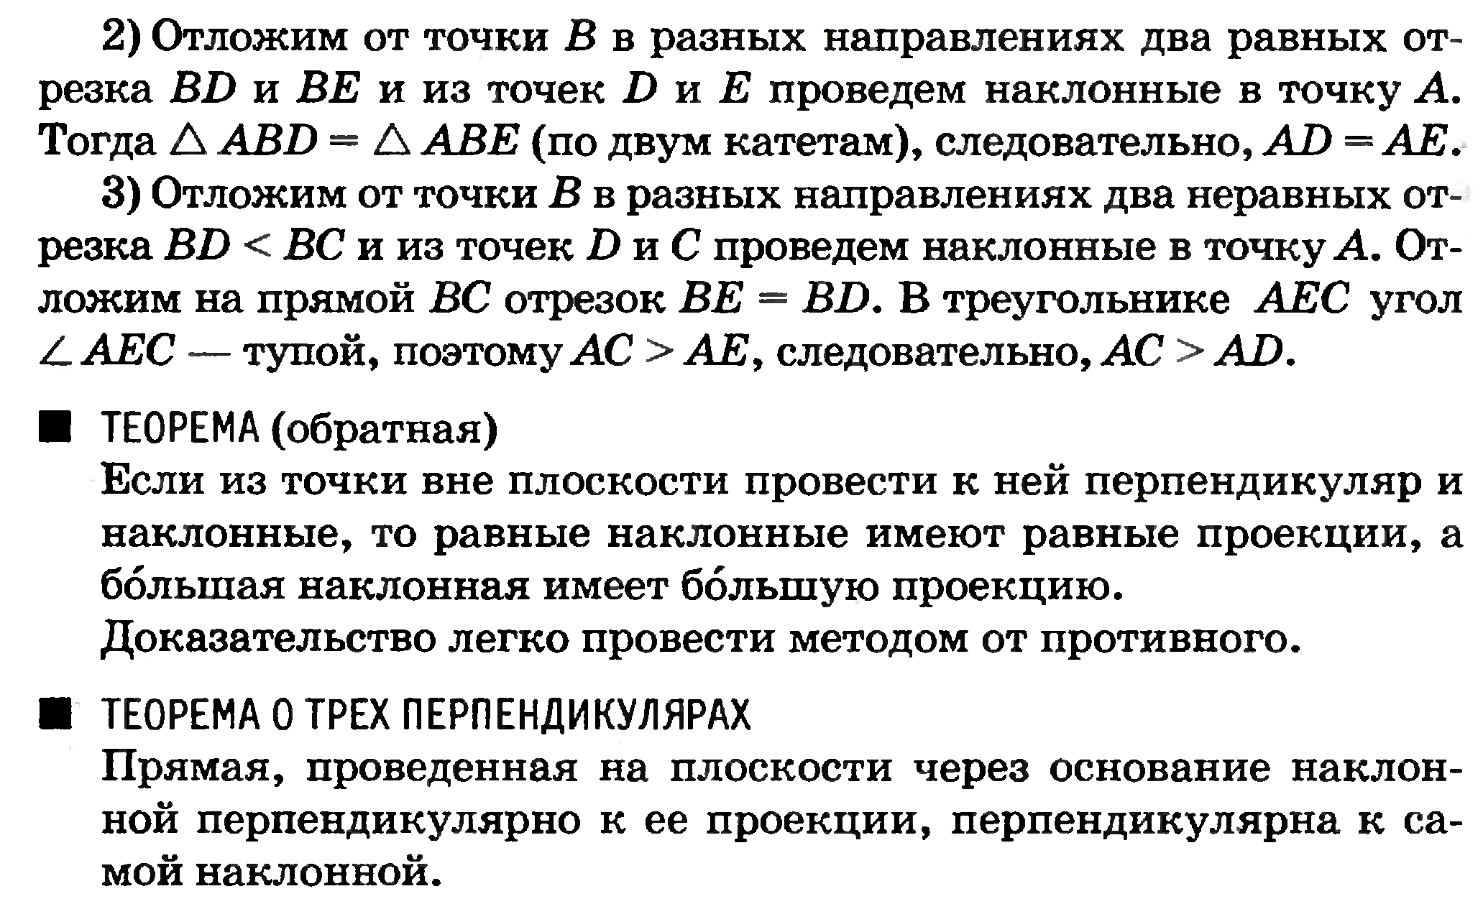 2) Отложим от точки B в разных направлениях два равных от-
резка BD и BE и из точек D и E проведем наклонные в точку A.
Тогда △ ABD = △ ABE (по двум катетам), следовательно, AD = AE.
3) Отложим от точки B в разных направлениях два неравных от-
резка BD < BC и из точек D и C проведем наклонные в точку A. От-
ложим на прямой BC отрезок BE = BD. В треугольнике AEC угол
∠ AEC — тупой, поэтому AC > AE, следовательно, AC > AD.
■ ТЕОРЕМА (обратная)
Если из точки вне плоскости провести к ней перпендикуляр и
наклонные, то равные наклонные имеют равные проекции, а
бо́льшая наклонная имеет бо́льшую проекцию.
Доказательство легко провести методом от противного.
■ ТЕОРЕМА О ТРЕХ ПЕРПЕНДИКУЛЯРАХ
Прямая, проведенная на плоскости через основание наклон-
ной перпендикулярно к ее проекции, перпендикулярна к са-
мой наклонной.